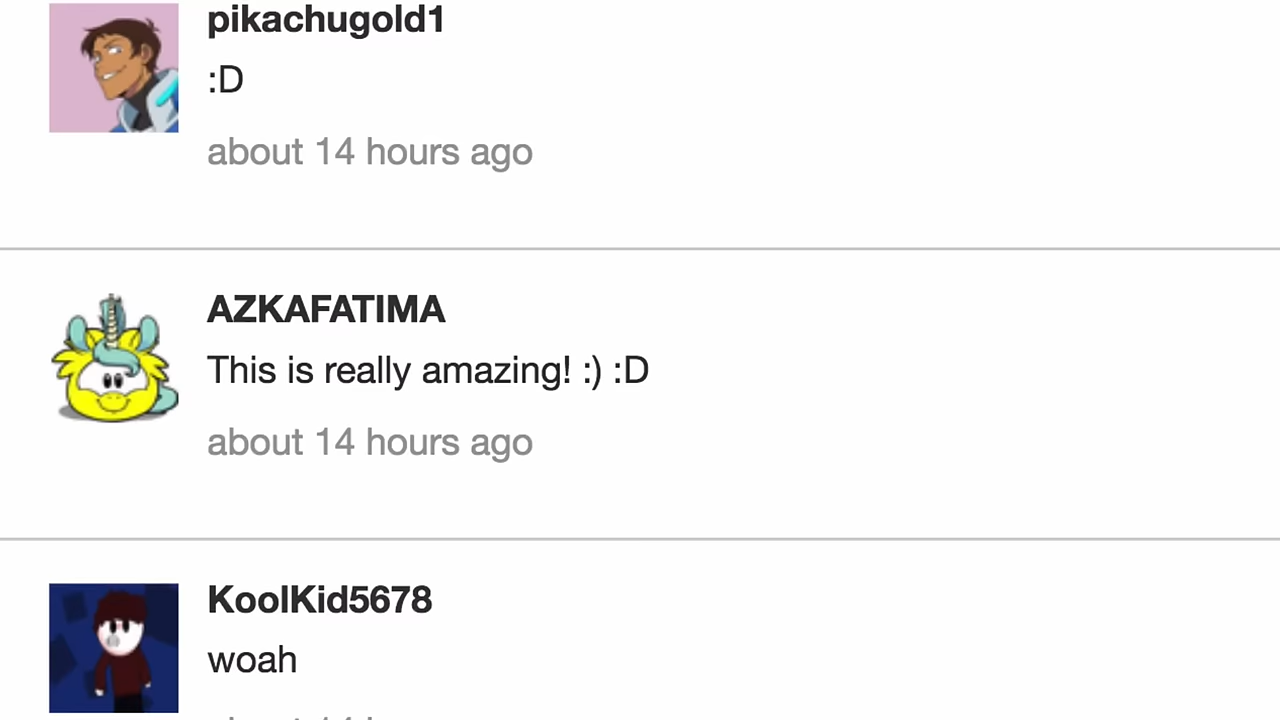 pikachugold1
:D
about 14 hours ago
AZKAFATIMA
This is really amazing! :) :D
about 14 hours ago
KoolKid5678
woah